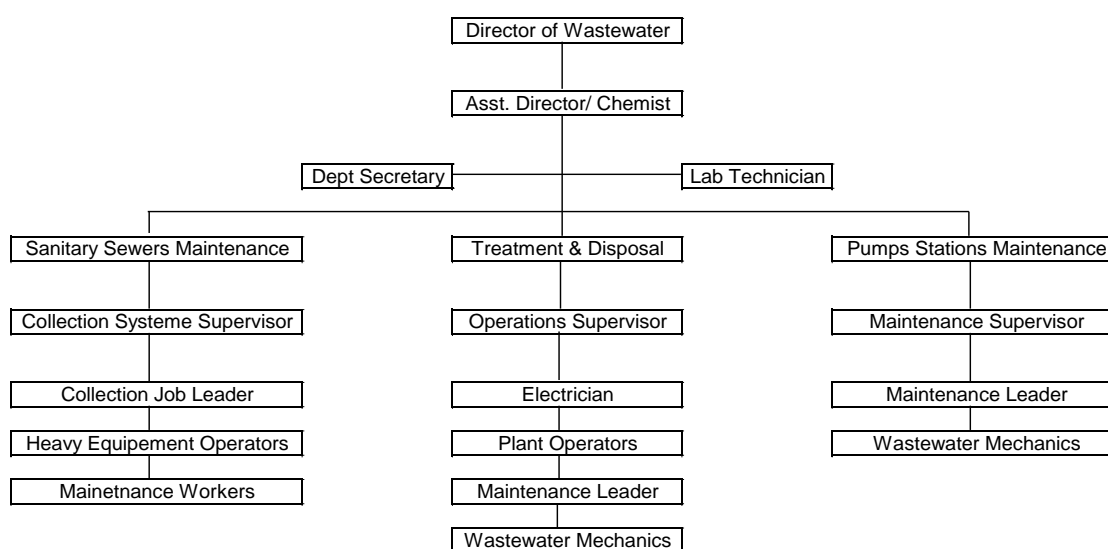 Director of Wastewater
Asst. Director/ Chemist
Dept Secretary
Lab Technician
Sanitary Sewers Maintenance
Treatment & Disposal
Pumps Stations Maintenance
Collection Systeme Supervisor
Operations Supervisor
Maintenance Supervisor
Collection Job Leader
Electrician
Maintenance Leader
Heavy Equipement Operators
Plant Operators
Wastewater Mechanics
Mainetnance Workers
Maintenance Leader
Wastewater Mechanics